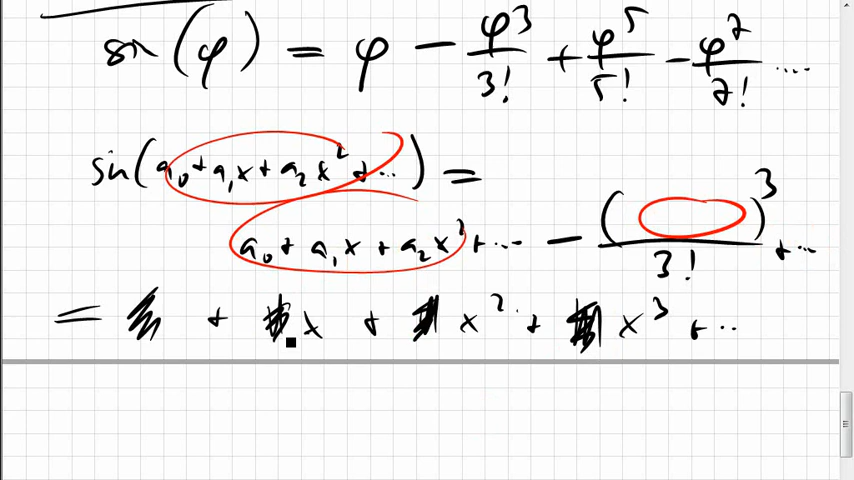 sin(φ) = φ − φ³/3! + φ⁵/5! − φ⁷/7! ....
sin(a₀ + a₁x + a₂x² + ...) =
a₀ + a₁x + a₂x² + ... − ( )³/3! + ...
= + x + x² + x³ + ...